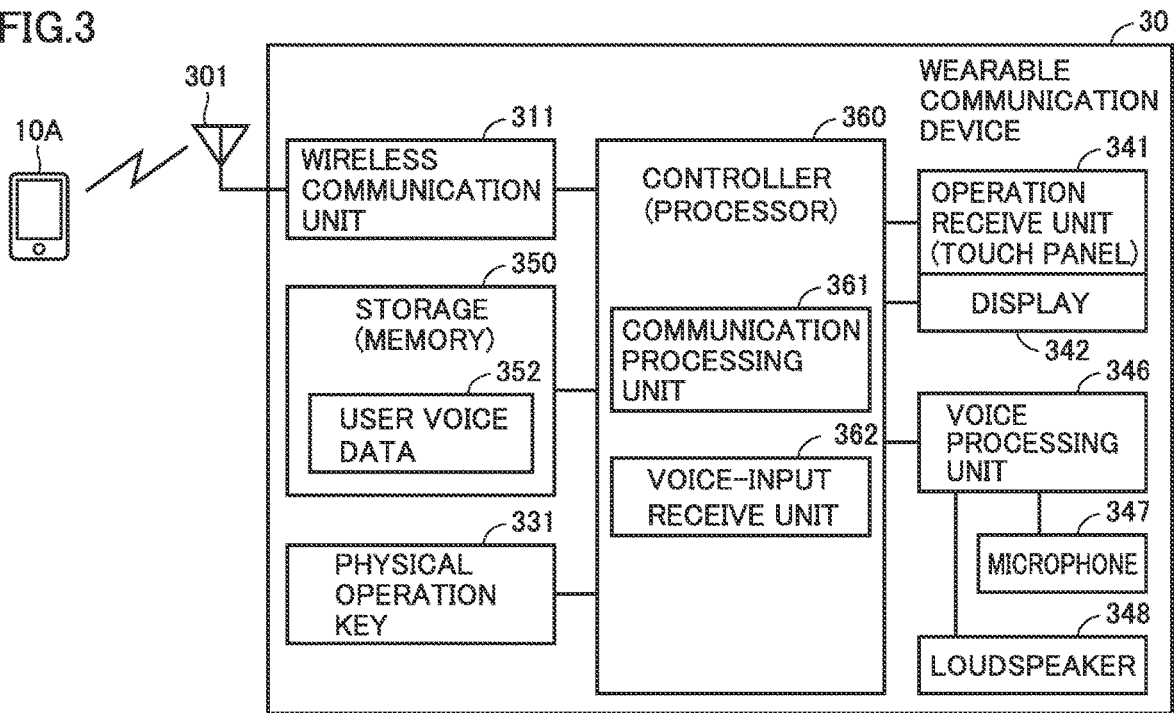 FIG.3
30
WEARABLE
COMMUNICATION
DEVICE
301
10A
311
WIRELESS
COMMUNICATION
UNIT
360
CONTROLLER
(PROCESSOR)
341
OPERATION
RECEIVE UNIT
(TOUCH PANEL)
DISPLAY
342
350
STORAGE
(MEMORY)
352
USER VOICE
DATA
361
COMMUNICATION
PROCESSING
UNIT
346
VOICE
PROCESSING
UNIT
362
VOICE-INPUT
RECEIVE UNIT
347
MICROPHONE
331
PHYSICAL
OPERATION
KEY
348
LOUDSPEAKER